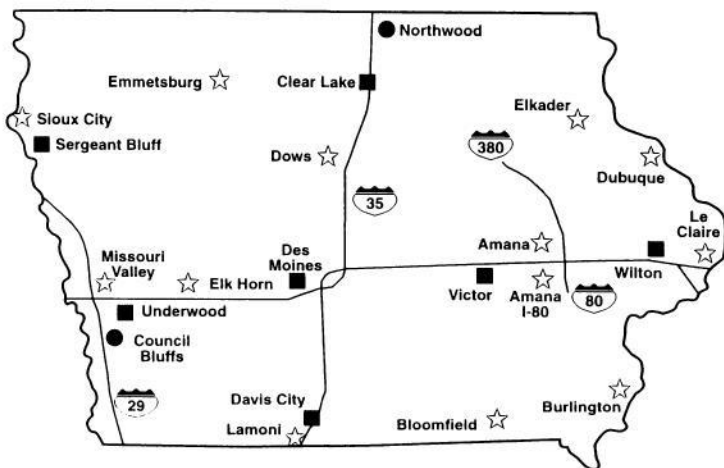 Northwood
Emmetsburg
Clear Lake
Sioux City
Elkader
Sergeant Bluff
Dows
380
Dubuque
35
Le
Claire
Missouri
Valley
Elk Horn
Des
Moines
Amana
Wilton
Victor
Amana
I-80
80
Underwood
Council
Bluffs
29
Davis City
Lamoni
Bloomfield
Burlington